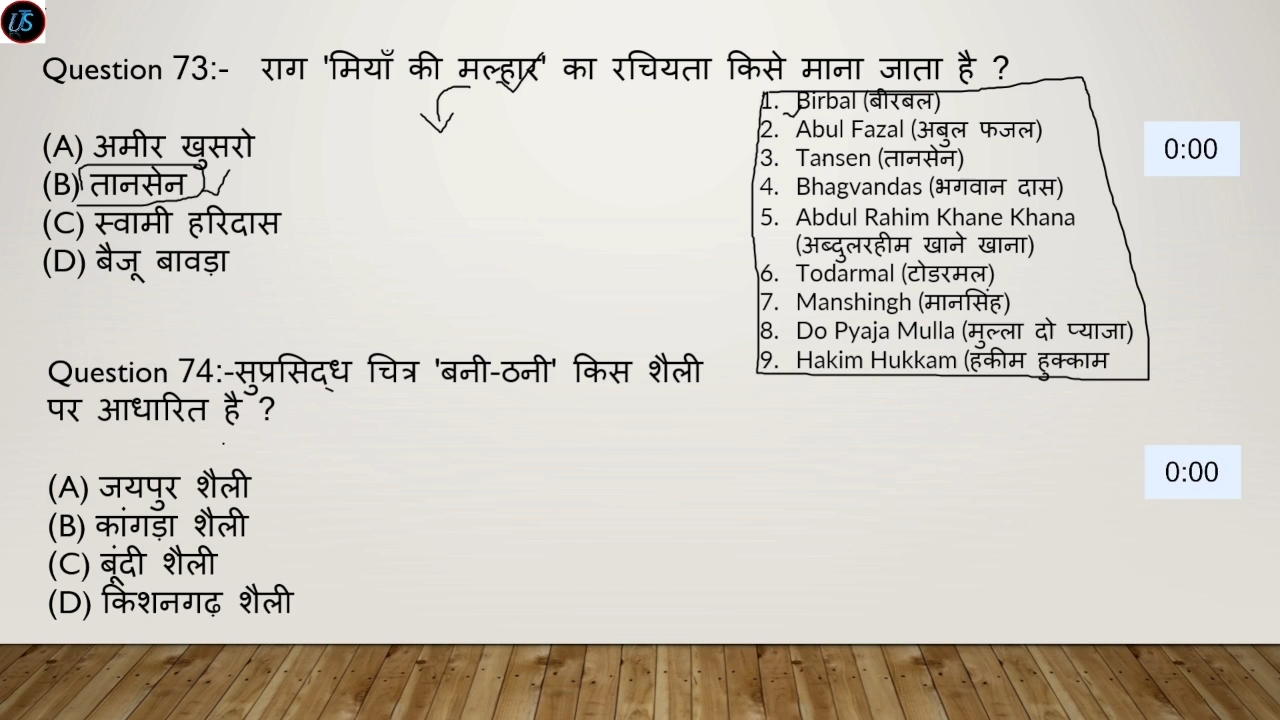 UTS
Question 73:- राग 'मियाँ की मल्हार' का रचियता किसे माना जाता है ?
(A) अमीर खुसरो
(B) तानसेन
(C) स्वामी हरिदास
(D) बैजू बावड़ा
1. Birbal (बीरबल)
2. Abul Fazal (अबुल फजल)
3. Tansen (तानसेन)
4. Bhagvandas (भगवान दास)
5. Abdul Rahim Khane Khana
(अब्दुलरहीम खाने खाना)
6. Todarmal (टोडरमल)
7. Manshingh (मानसिंह)
8. Do Pyaja Mulla (मुल्ला दो प्याजा)
9. Hakim Hukkam (हकीम हुक्काम
0:00
Question 74:-सुप्रसिद्ध चित्र 'बनी-ठनी' किस शैली
पर आधारित है ?
(A) जयपुर शैली
(B) कांगड़ा शैली
(C) बूंदी शैली
(D) किशनगढ़ शैली
0:00